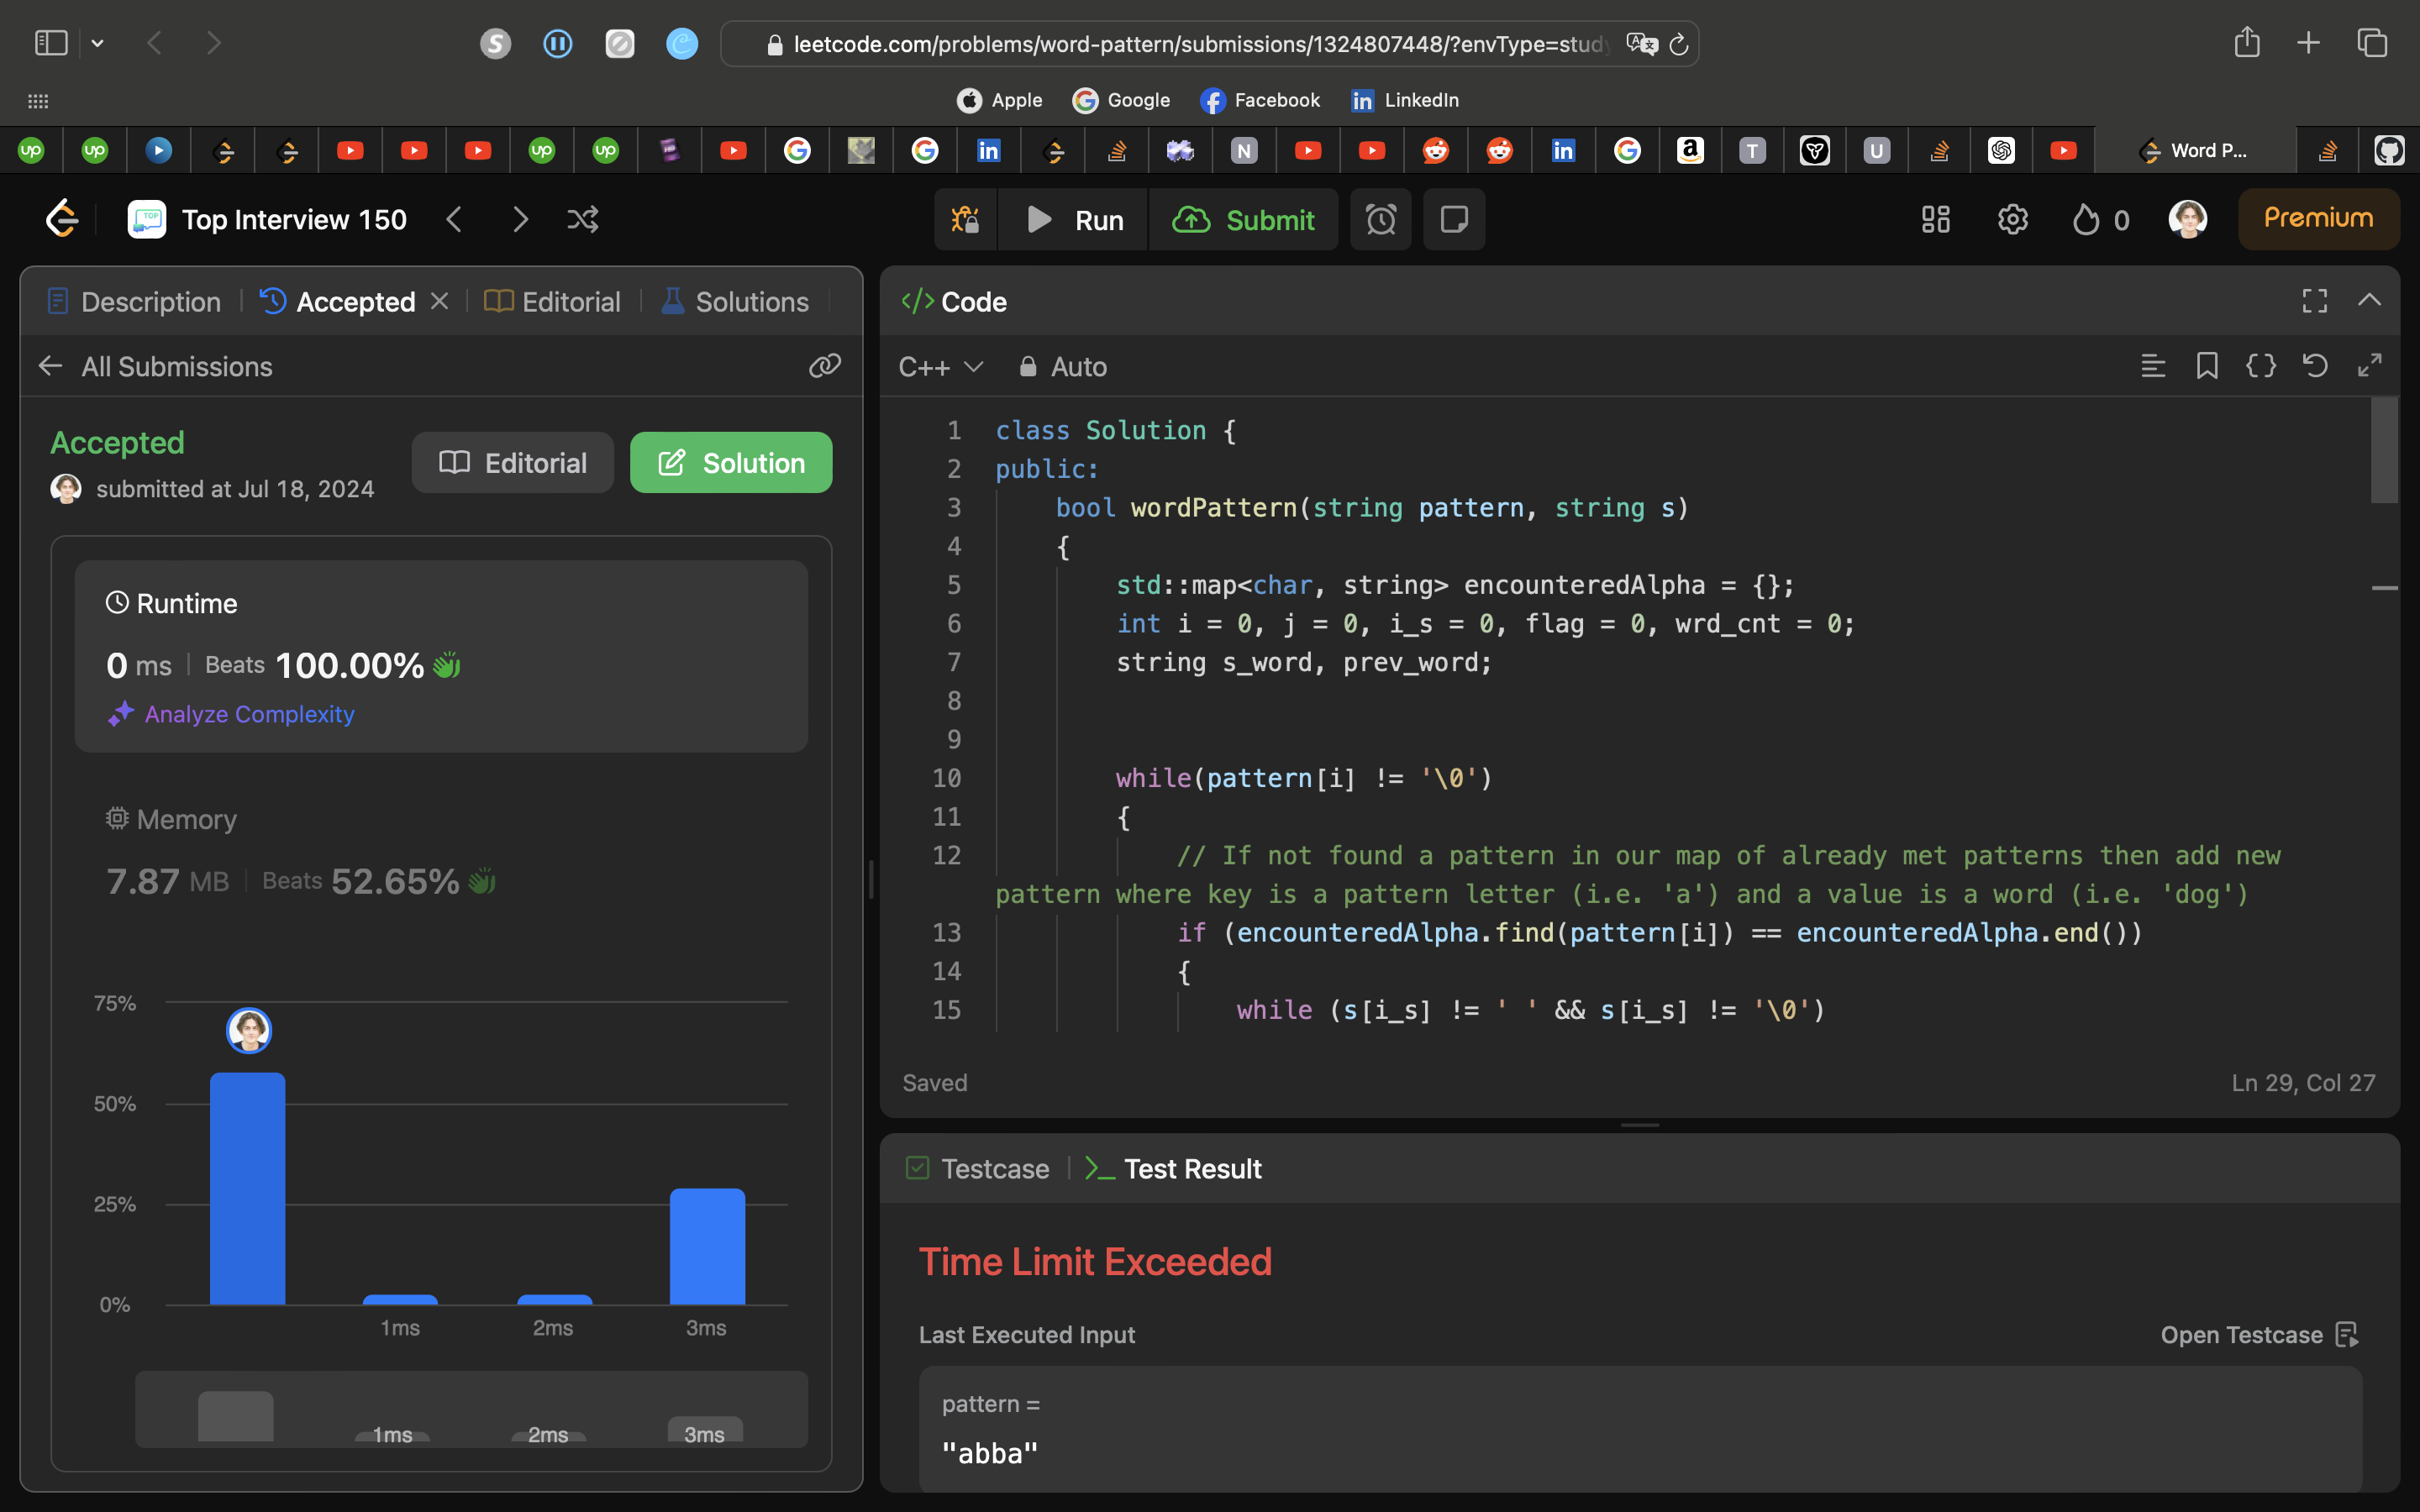 leetcode.com/problems/word-pattern/submissions/1324807448/?envType=stud
Apple
Google
Facebook
LinkedIn
Word P...
Top Interview 150
Run
Submit
0
Premium
Description
Accepted
Editorial
Solutions
All Submissions
Accepted
submitted at Jul 18, 2024
Editorial
Solution
Runtime
0 ms
Beats 100.00%
Analyze Complexity
Memory
7.87 MB
Beats 52.65%
75%
50%
25%
0%
1ms
2ms
3ms
1ms
2ms
3ms
</> Code
C++
Auto
1 class Solution {
2 public:
3 bool wordPattern(string pattern, string s)
4 {
5 std::map<char, string> encounteredAlpha = {};
6 int i = 0, j = 0, i_s = 0, flag = 0, wrd_cnt = 0;
7 string s_word, prev_word;
8
9
10 while(pattern[i] != '\0')
11 {
12 // If not found a pattern in our map of already met patterns then add new
pattern where key is a pattern letter (i.e. 'a') and a value is a word (i.e. 'dog')
13 if (encounteredAlpha.find(pattern[i]) == encounteredAlpha.end())
14 {
15 while (s[i_s] != ' ' && s[i_s] != '\0')
Saved
Ln 29, Col 27
Testcase
Test Result
Time Limit Exceeded
Last Executed Input
Open Testcase
pattern =
"abba"